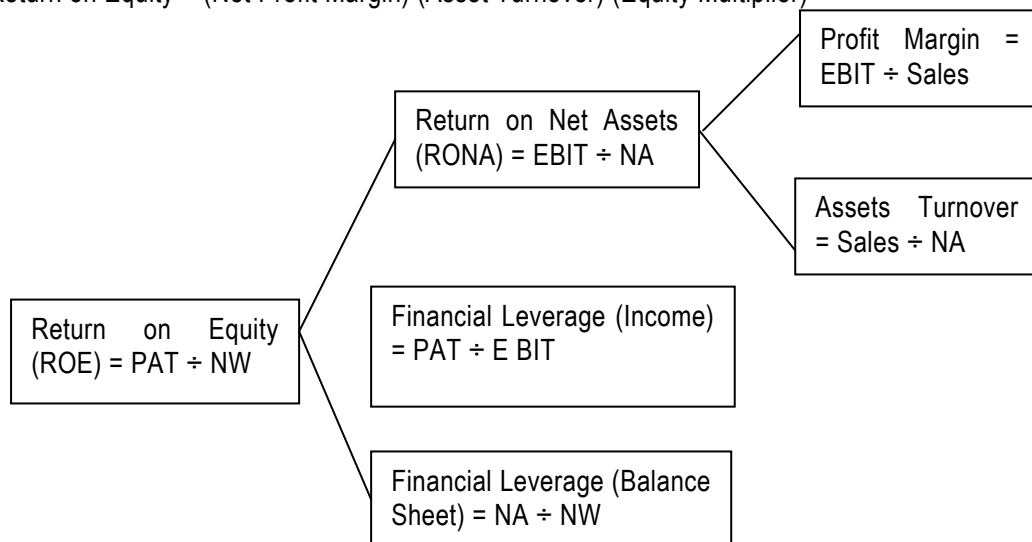 Return on Equity = (Net Profit Margin) (Asset Turnover) (Equity Multiplier)
Profit Margin =
EBIT ÷ Sales
Return on Net Assets
(RONA) = EBIT ÷ NA
Assets Turnover
= Sales ÷ NA
Return on Equity
(ROE) = PAT ÷ NW
Financial Leverage (Income)
= PAT ÷ E BIT
Financial Leverage (Balance
Sheet) = NA ÷ NW